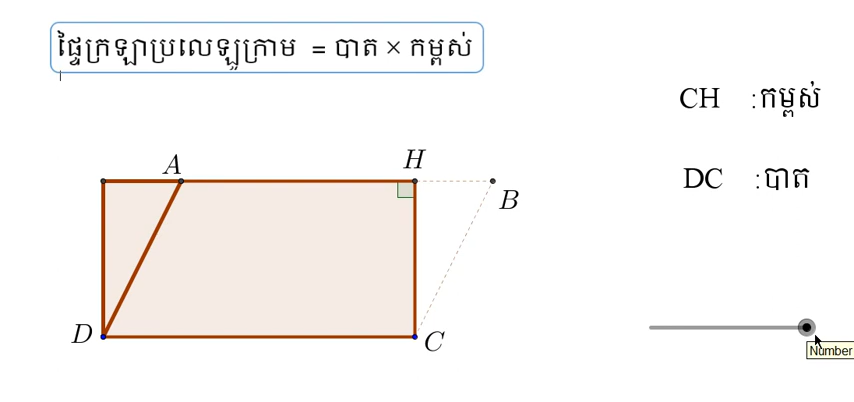 ផ្ទៃក្រឡាប្រលេឡូក្រាម = បាត × កម្ពស់
CH :កម្ពស់
A
H
DC :បាត
B
D
C
Number